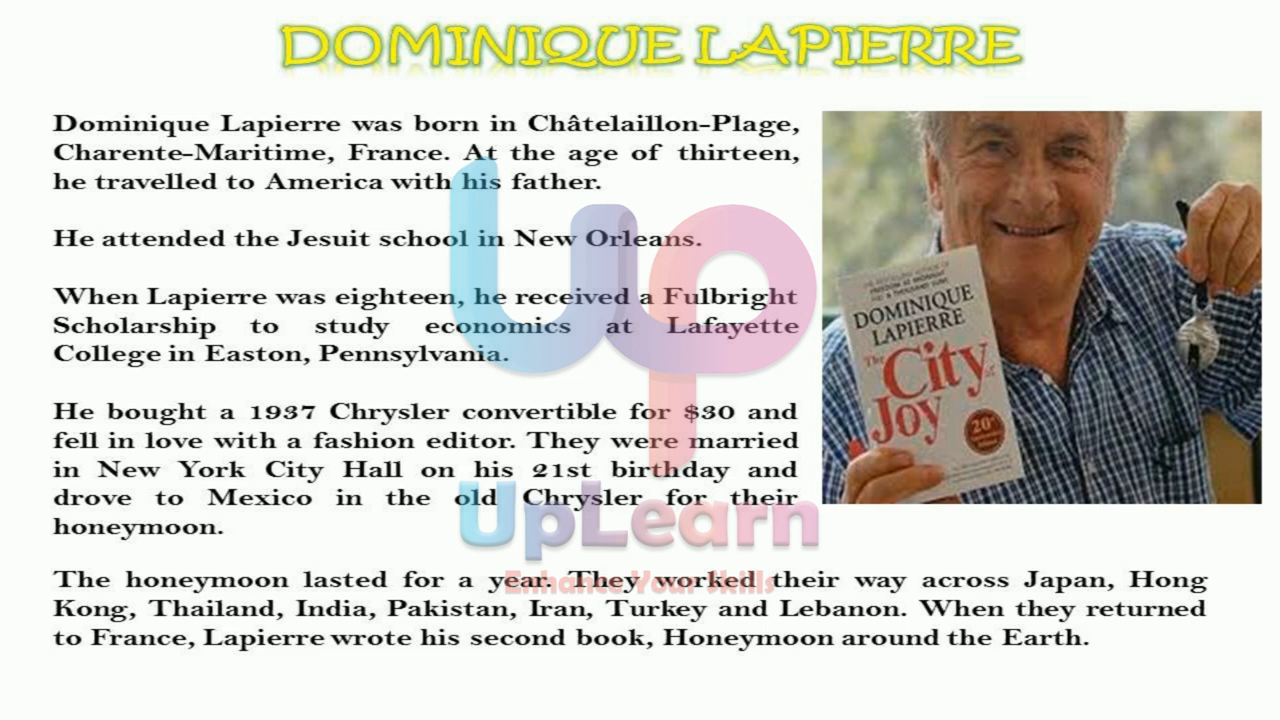 DOMINIQUE LAPIERRE
Dominique Lapierre was born in Châtelaillon-Plage,
Charente-Maritime, France. At the age of thirteen,
he travelled to America with his father.
He attended the Jesuit school in New Orleans.
When Lapierre was eighteen, he received a Fulbright
Scholarship to study economics at Lafayette
College in Easton, Pennsylvania.
He bought a 1937 Chrysler convertible for $30 and
fell in love with a fashion editor. They were married
in New York City Hall on his 21st birthday and
drove to Mexico in the old Chrysler for their
honeymoon.
The honeymoon lasted for a year. They worked their way across Japan, Hong
Kong, Thailand, India, Pakistan, Iran, Turkey and Lebanon. When they returned
to France, Lapierre wrote his second book, Honeymoon around the Earth.
DOMINIQUE
LAPIERRE
The City of
Joy
20th
up
UpLearn
Enhance Your Skills